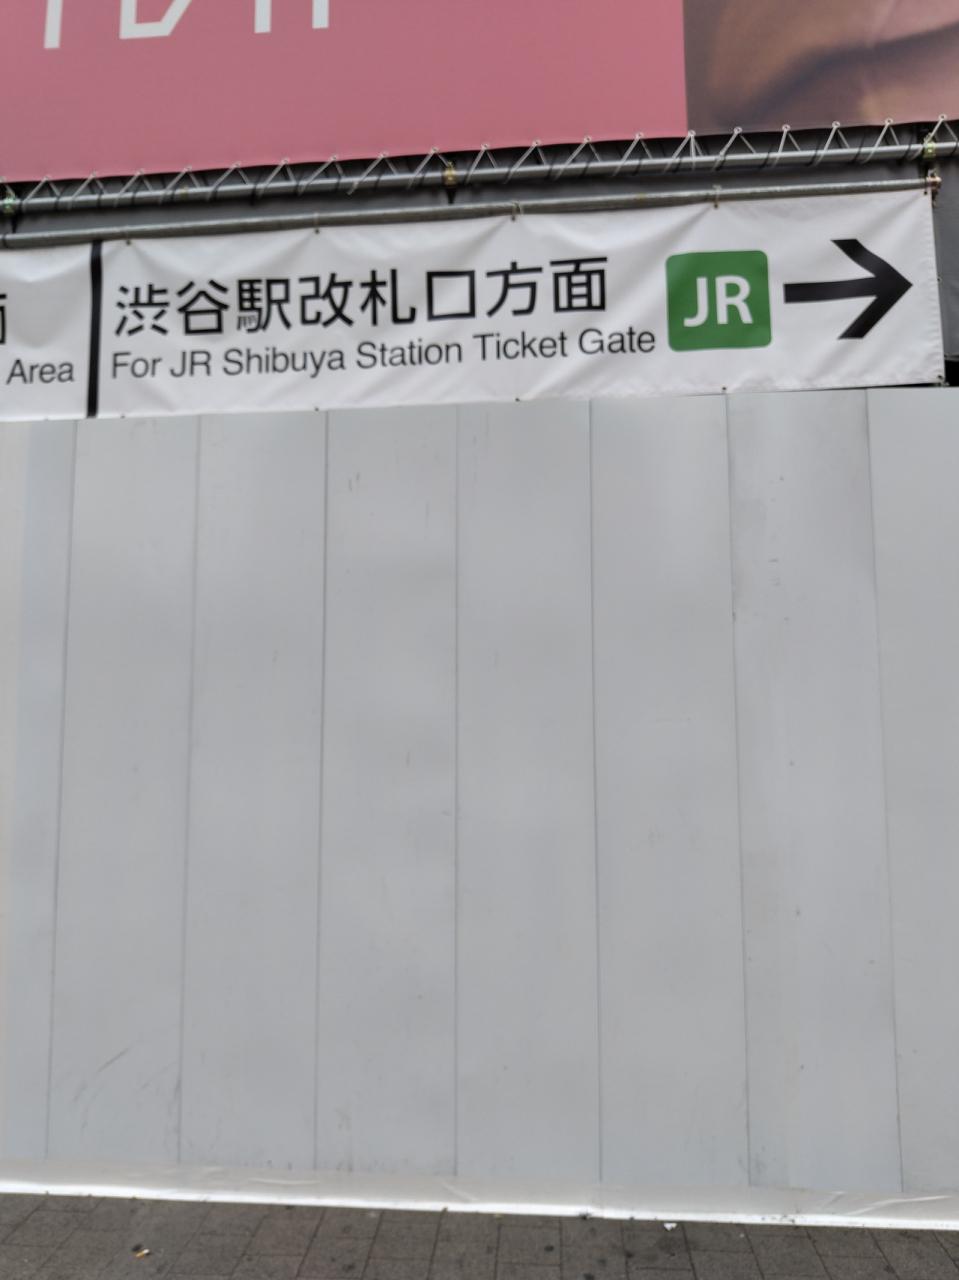 Area
渋谷駅改札口方面
For JR Shibuya Station Ticket Gate
JR